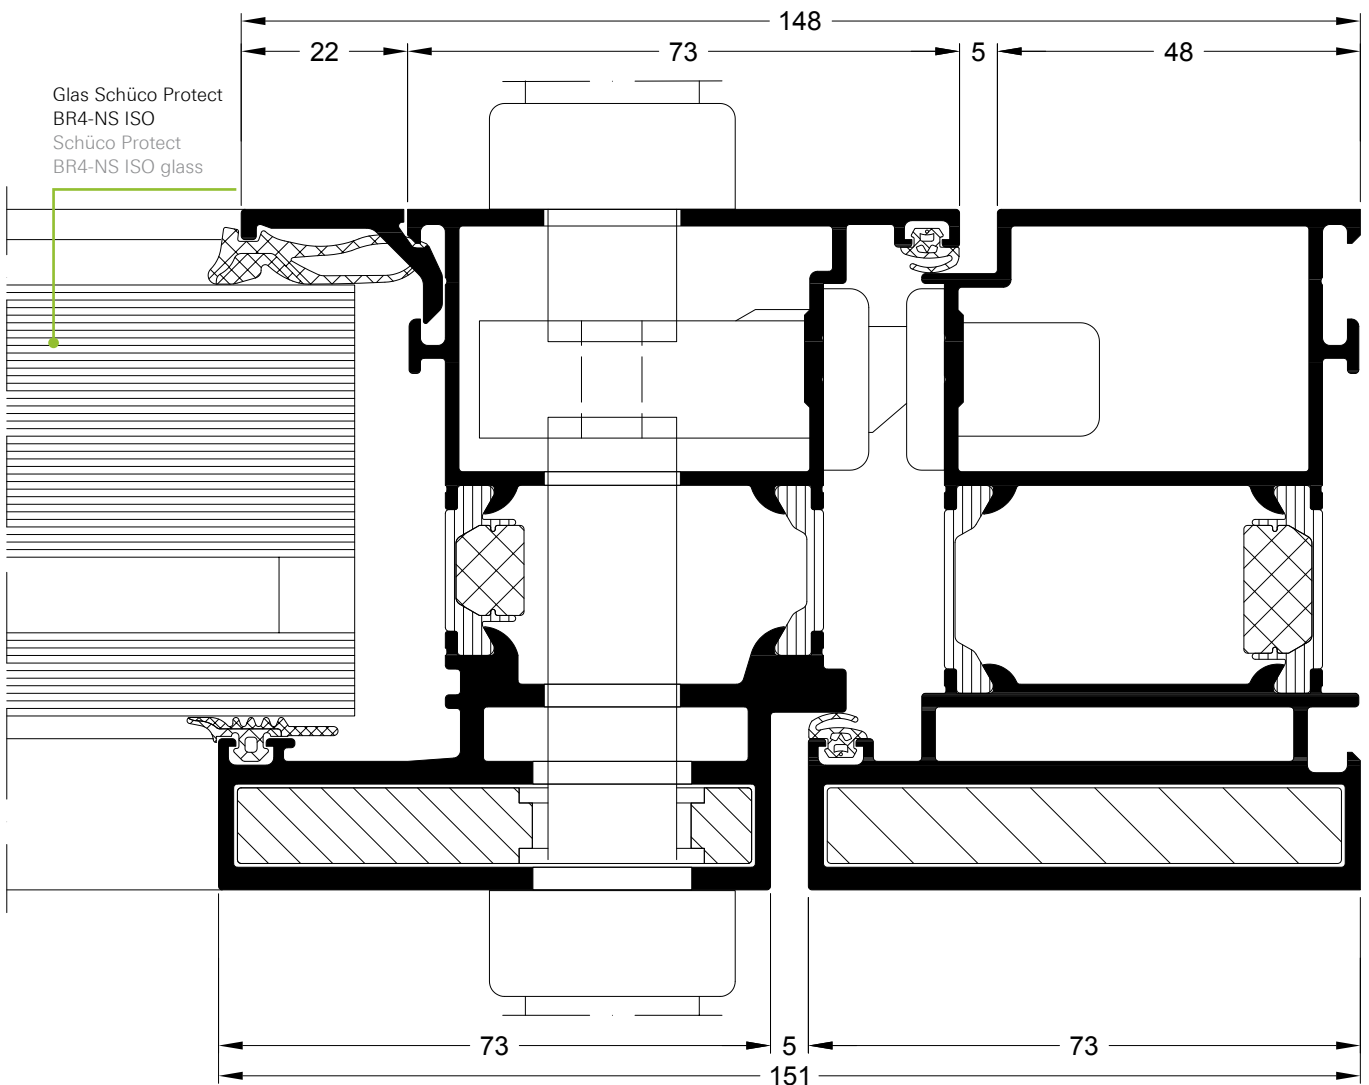 148
22 73 5 48
Glas Schüco Protect
BR4-NS ISO
Schüco Protect
BR4-NS ISO glass
73 5 73
151